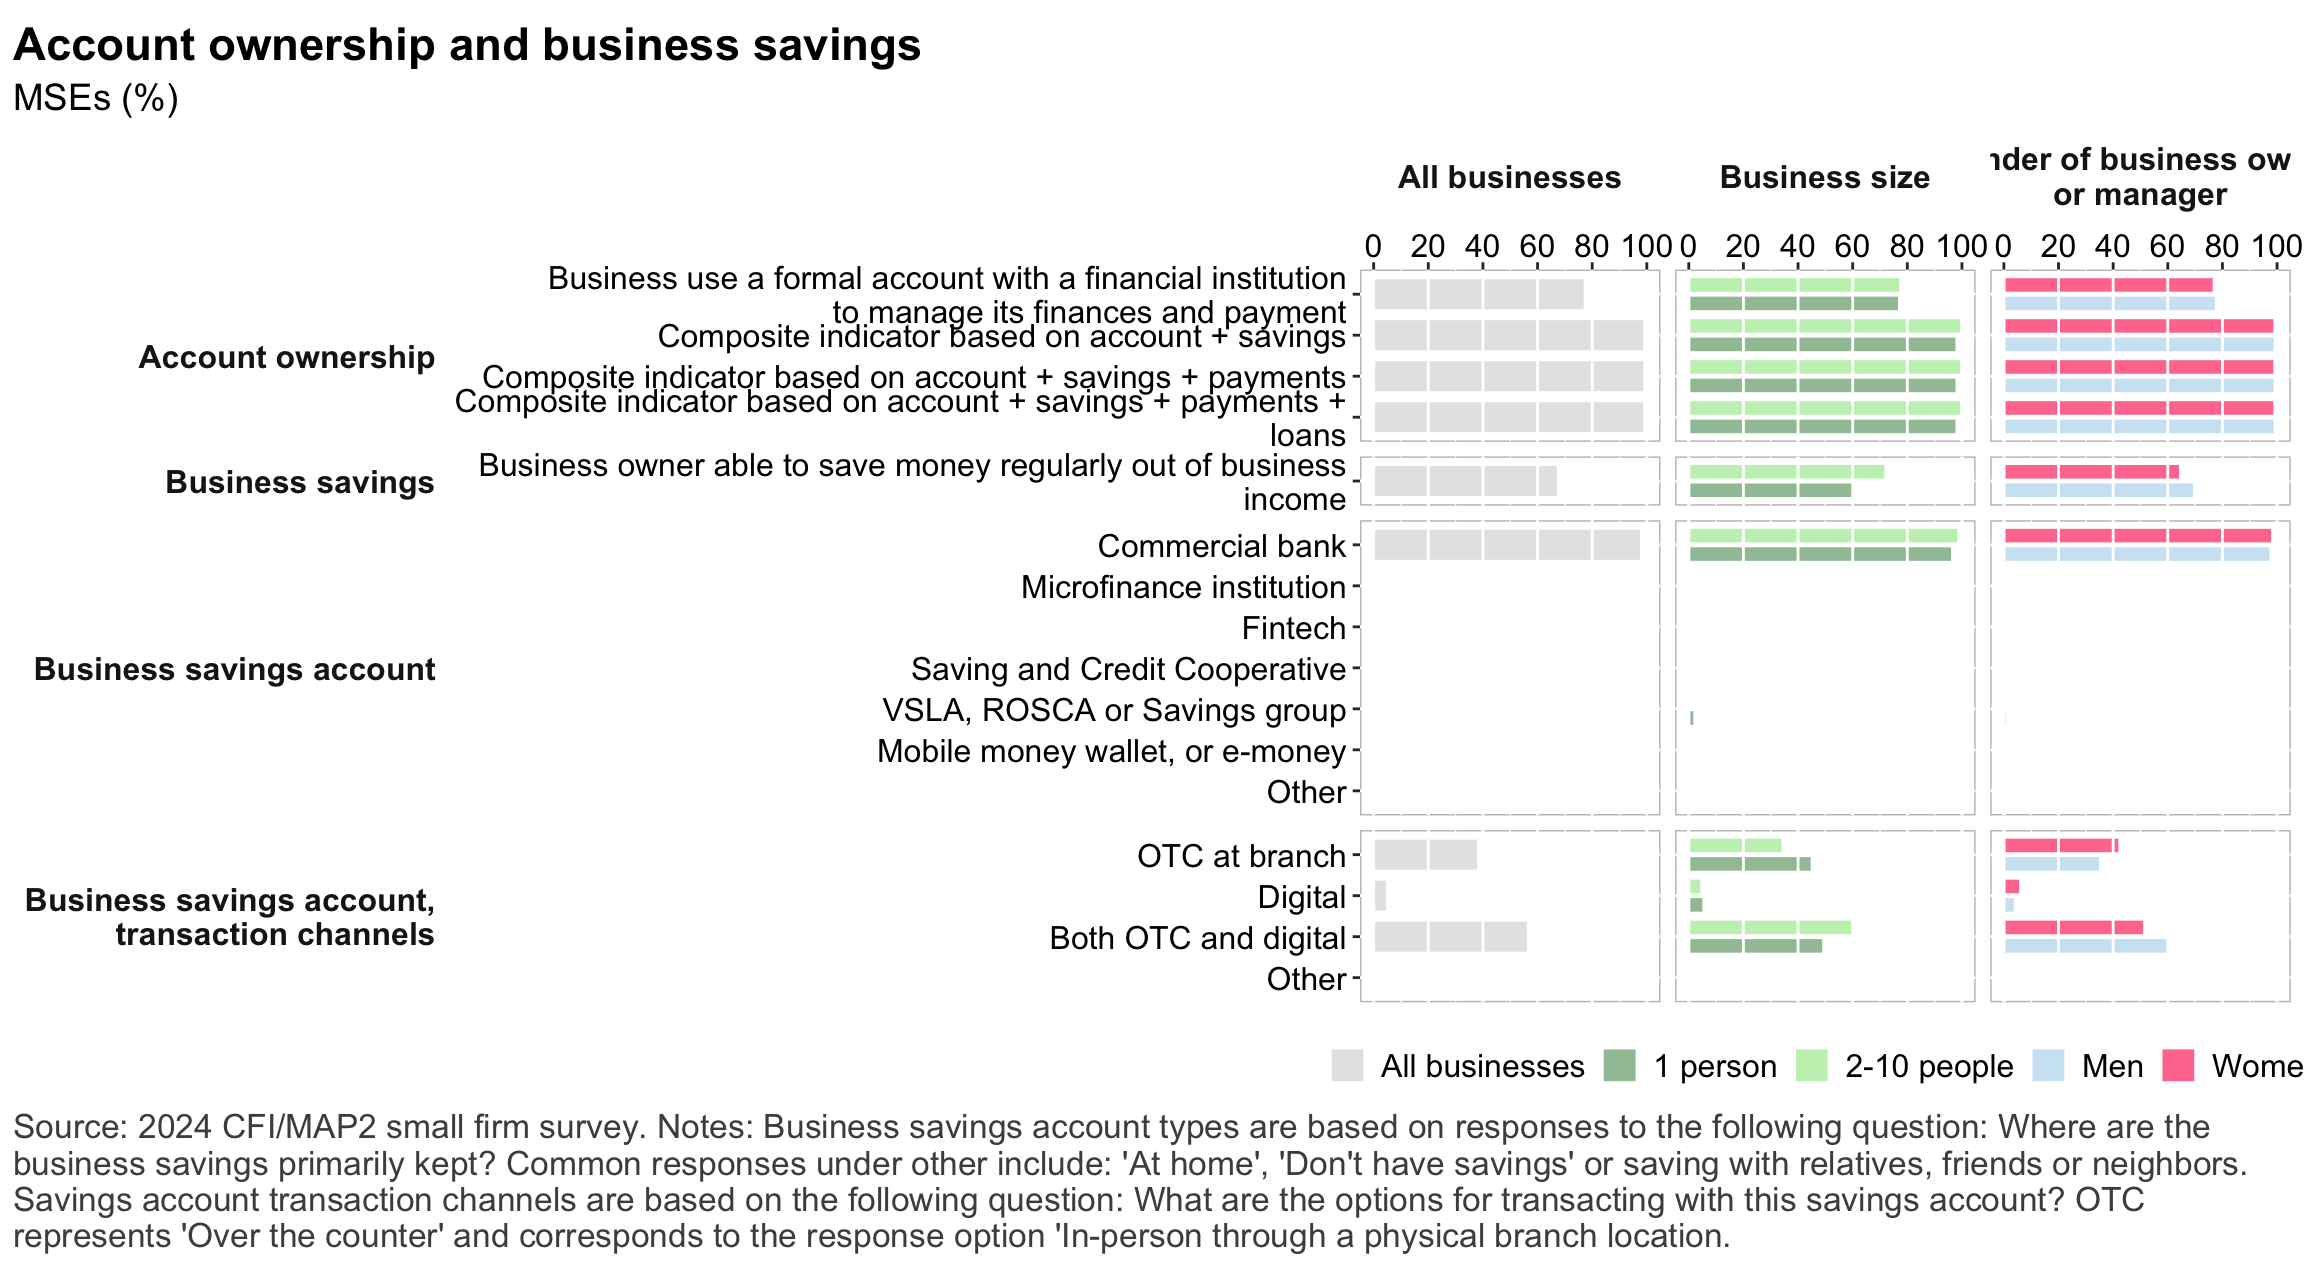 Account ownership and business savings
MSEs (%)
All businesses
Business size
nder of business ow
or manager
0 20 40 60 80 100 0 20 40 60 80 100 0 20 40 60 80 100
Account ownership
Business use a formal account with a financial institution
to manage its finances and payment
Composite indicator based on account + savings
Composite indicator based on account + savings + payments
Composite indicator based on account + savings + payments +
loans
Business savings
Business owner able to save money regularly out of business
income
Business savings account
Commercial bank
Microfinance institution
Fintech
Saving and Credit Cooperative
VSLA, ROSCA or Savings group
Mobile money wallet, or e-money
Other
Business savings account,
transaction channels
OTC at branch
Digital
Both OTC and digital
Other
All businesses 1 person 2-10 people Men Wome
Source: 2024 CFI/MAP2 small firm survey. Notes: Business savings account types are based on responses to the following question: Where are the
business savings primarily kept? Common responses under other include: 'At home', 'Don't have savings' or saving with relatives, friends or neighbors.
Savings account transaction channels are based on the following question: What are the options for transacting with this savings account? OTC
represents 'Over the counter' and corresponds to the response option 'In-person through a physical branch location.